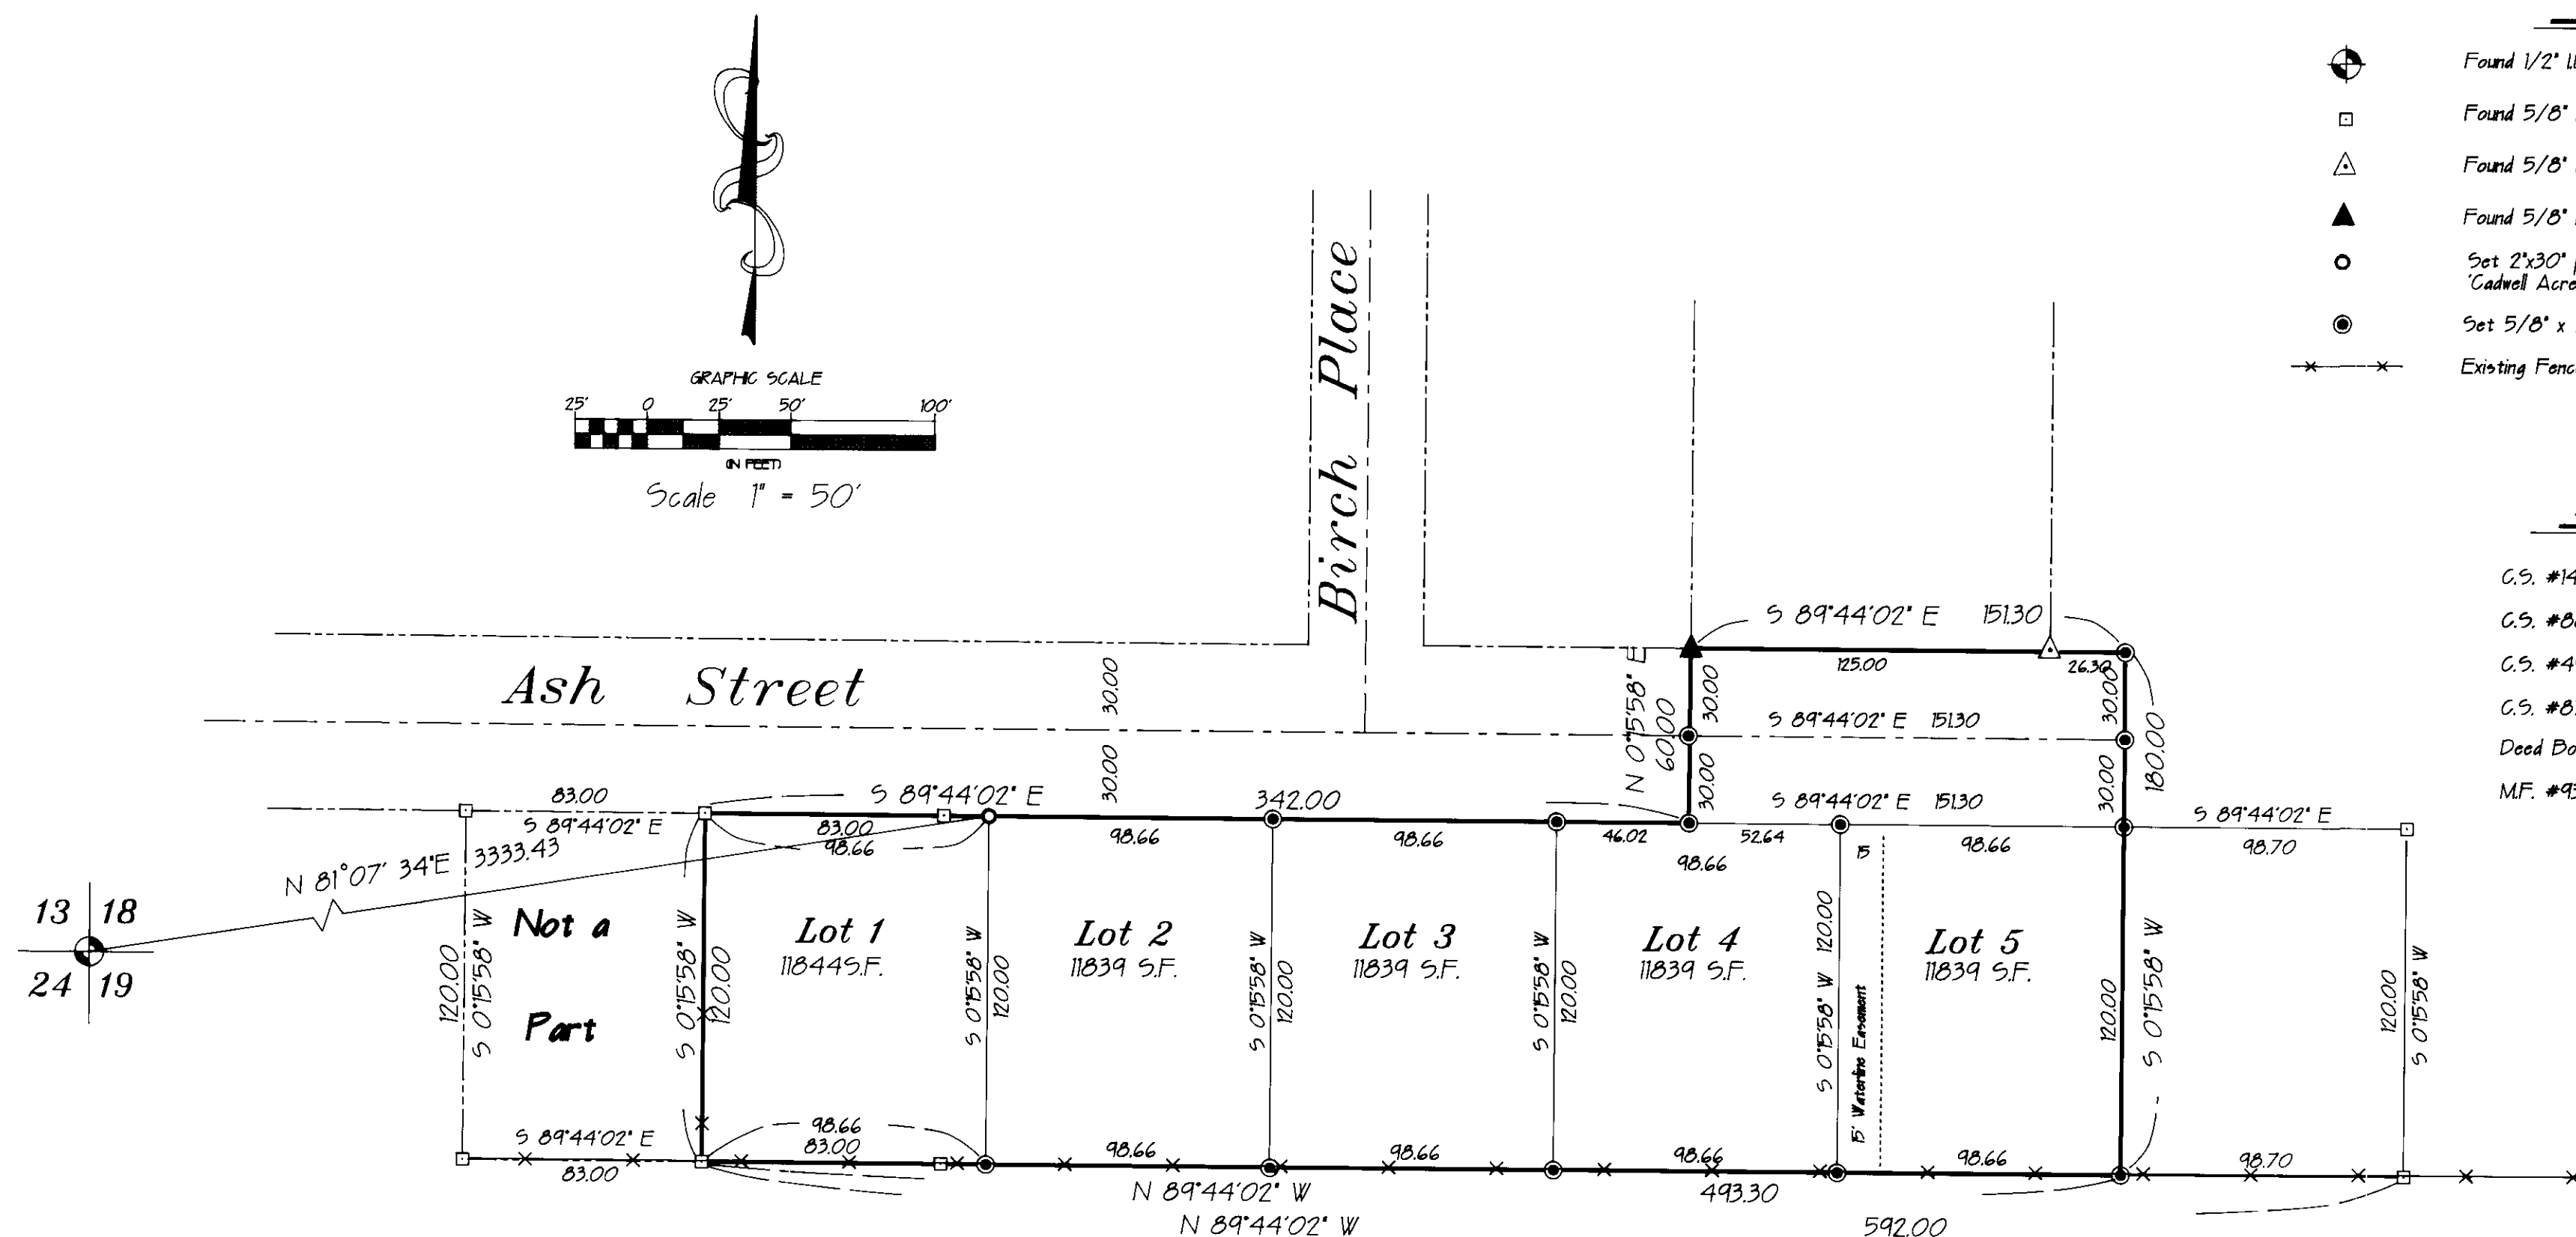 Found 1/2"
Found 5/8"
Found 5/8"
Found 5/8"
Set 2"x30"
'Cadwell Acre
Set 5/8" x
Existing Fenc
GRAPHIC SCALE
25' 0 25' 50' 100'
(IN FEET)
Scale 1" = 50'
Birch Place
C.S. #14
C.S. #8
C.S. #4
C.S. #8
Deed Bo
M.F. #93
S 89°44'02" E 151.30
125.00 26.30
Ash Street
30.00
N 0°15'58" E
60.00
30.00
30.00
S 89°44'02" E 151.30
180.00
30.00
30.00
30.00
83.00
S 89°44'02" E
S 89°44'02" E
342.00
S 89°44'02" E 151.30
S 89°44'02" E
83.00
98.66
98.66
98.66
46.02
52.64
98.66
15
98.66
98.70
N 81°07' 34"E 3333.43
13 18
24 19
120.00
S 0°15'58" W
Not a
Part
S 0°15'58" W
120.00
Lot 1
11844S.F.
S 0°15'58" W
120.00
Lot 2
11839 S.F.
S 0°15'58" W
120.00
Lot 3
11839 S.F.
S 0°15'58" W
120.00
Lot 4
11839 S.F.
S 0°15'58" W 120.00
15' Waterline Easement
Lot 5
11839 S.F.
120.00
S 0°15'58" W
120.00
S 0°15'58" W
S 89°44'02" E
83.00
98.66
83.00
98.66
98.66
98.66
98.66
98.70
N 89°44'02" W
493.30
N 89°44'02" W
592.00